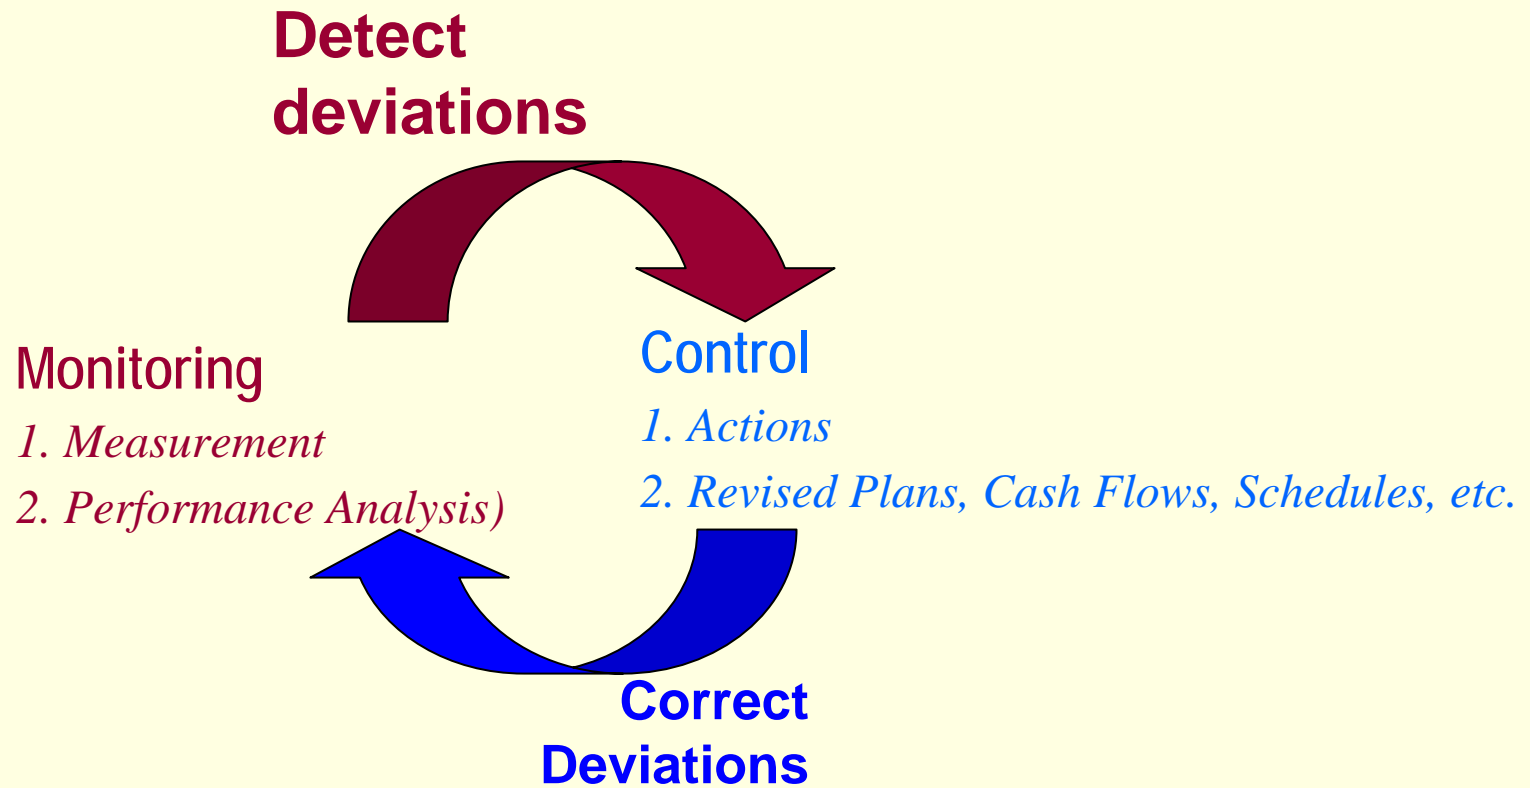 Detect
deviations
Monitoring
1. Measurement
2. Performance Analysis)
Control
1. Actions
2. Revised Plans, Cash Flows, Schedules, etc.
Correct
Deviations